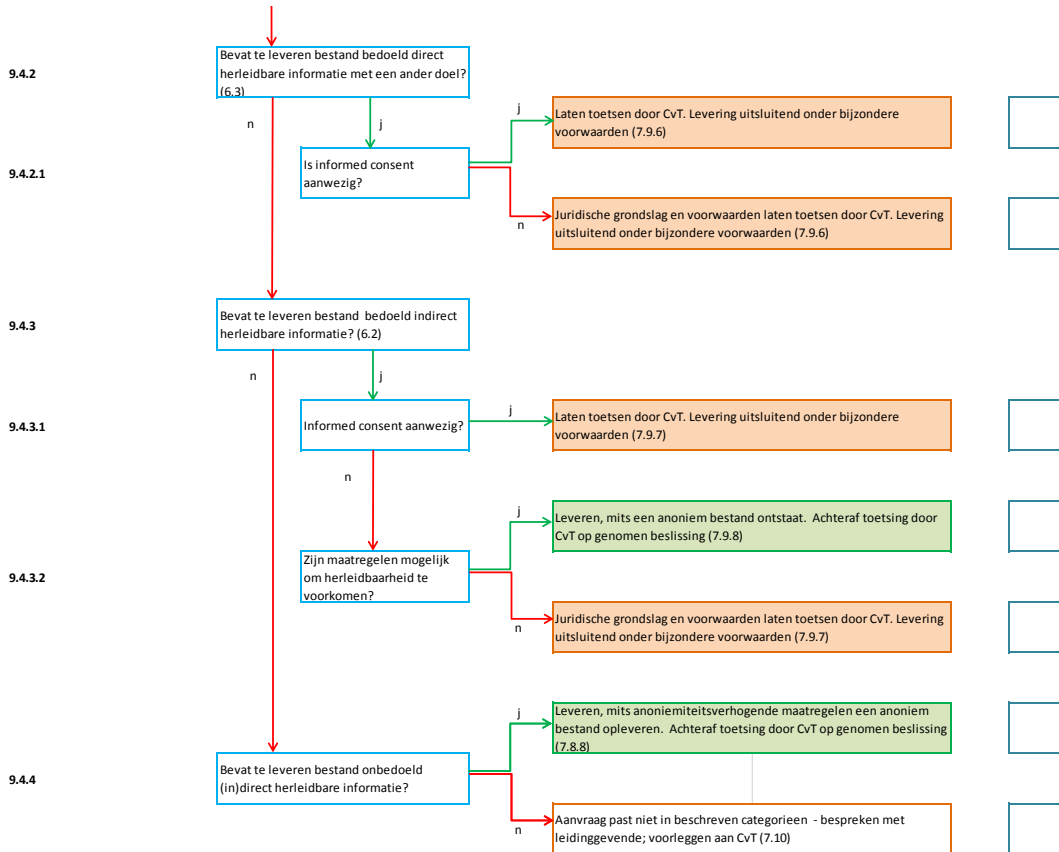 9.4.2
Bevat te leveren bestand bedoeld direct
herleidbare informatie met een ander doel?
(6.3)
n
j
j
Laten toetsen door CvT. Levering uitsluitend onder bijzondere
voorwaarden (7.9.6)
9.4.2.1
Is informed consent
aanwezig?
n
Juridische grondslag en voorwaarden laten toetsen door CvT. Levering
uitsluitend onder bijzondere voorwaarden (7.9.6)
9.4.3
Bevat te leveren bestand  bedoeld indirect
herleidbare informatie? (6.2)
n
j
9.4.3.1
Informed consent aanwezig?
j
Laten toetsen door CvT. Levering uitsluitend onder bijzondere
voorwaarden (7.9.7)
n
j
Leveren, mits een anoniem bestand ontstaat.  Achteraf toetsing door
CvT op genomen beslissing (7.9.8)
9.4.3.2
Zijn maatregelen mogelijk
om herleidbaarheid te
voorkomen?
n
Juridische grondslag en voorwaarden laten toetsen door CvT. Levering
uitsluitend onder bijzondere voorwaarden (7.9.7)
j
Leveren, mits anoniemiteitsverhogende maatregelen een anoniem
bestand opleveren.  Achteraf toetsing door CvT op genomen beslissing
(7.8.8)
9.4.4
Bevat te leveren bestand onbedoeld
(in)direct herleidbare informatie?
n
Aanvraag past niet in beschreven categorieen  - bespreken met
leidinggevende; voorleggen aan CvT (7.10)